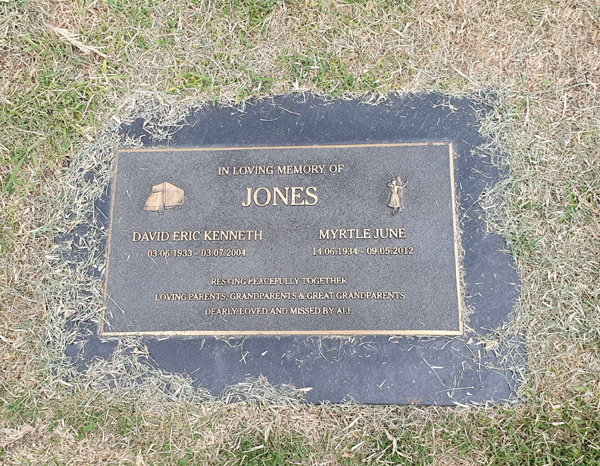 IN LOVING MEMORY OF
JONES
DAVID ERIC KENNETH
03.06.1933 - 03.07.2004
MYRTLE JUNE
14.06.1934 - 09.05.2012
RESTING PEACEFULLY TOGETHER
LOVING PARENTS, GRANDPARENTS & GREAT GRANDPARENTS
DEARLY LOVED AND MISSED BY ALL